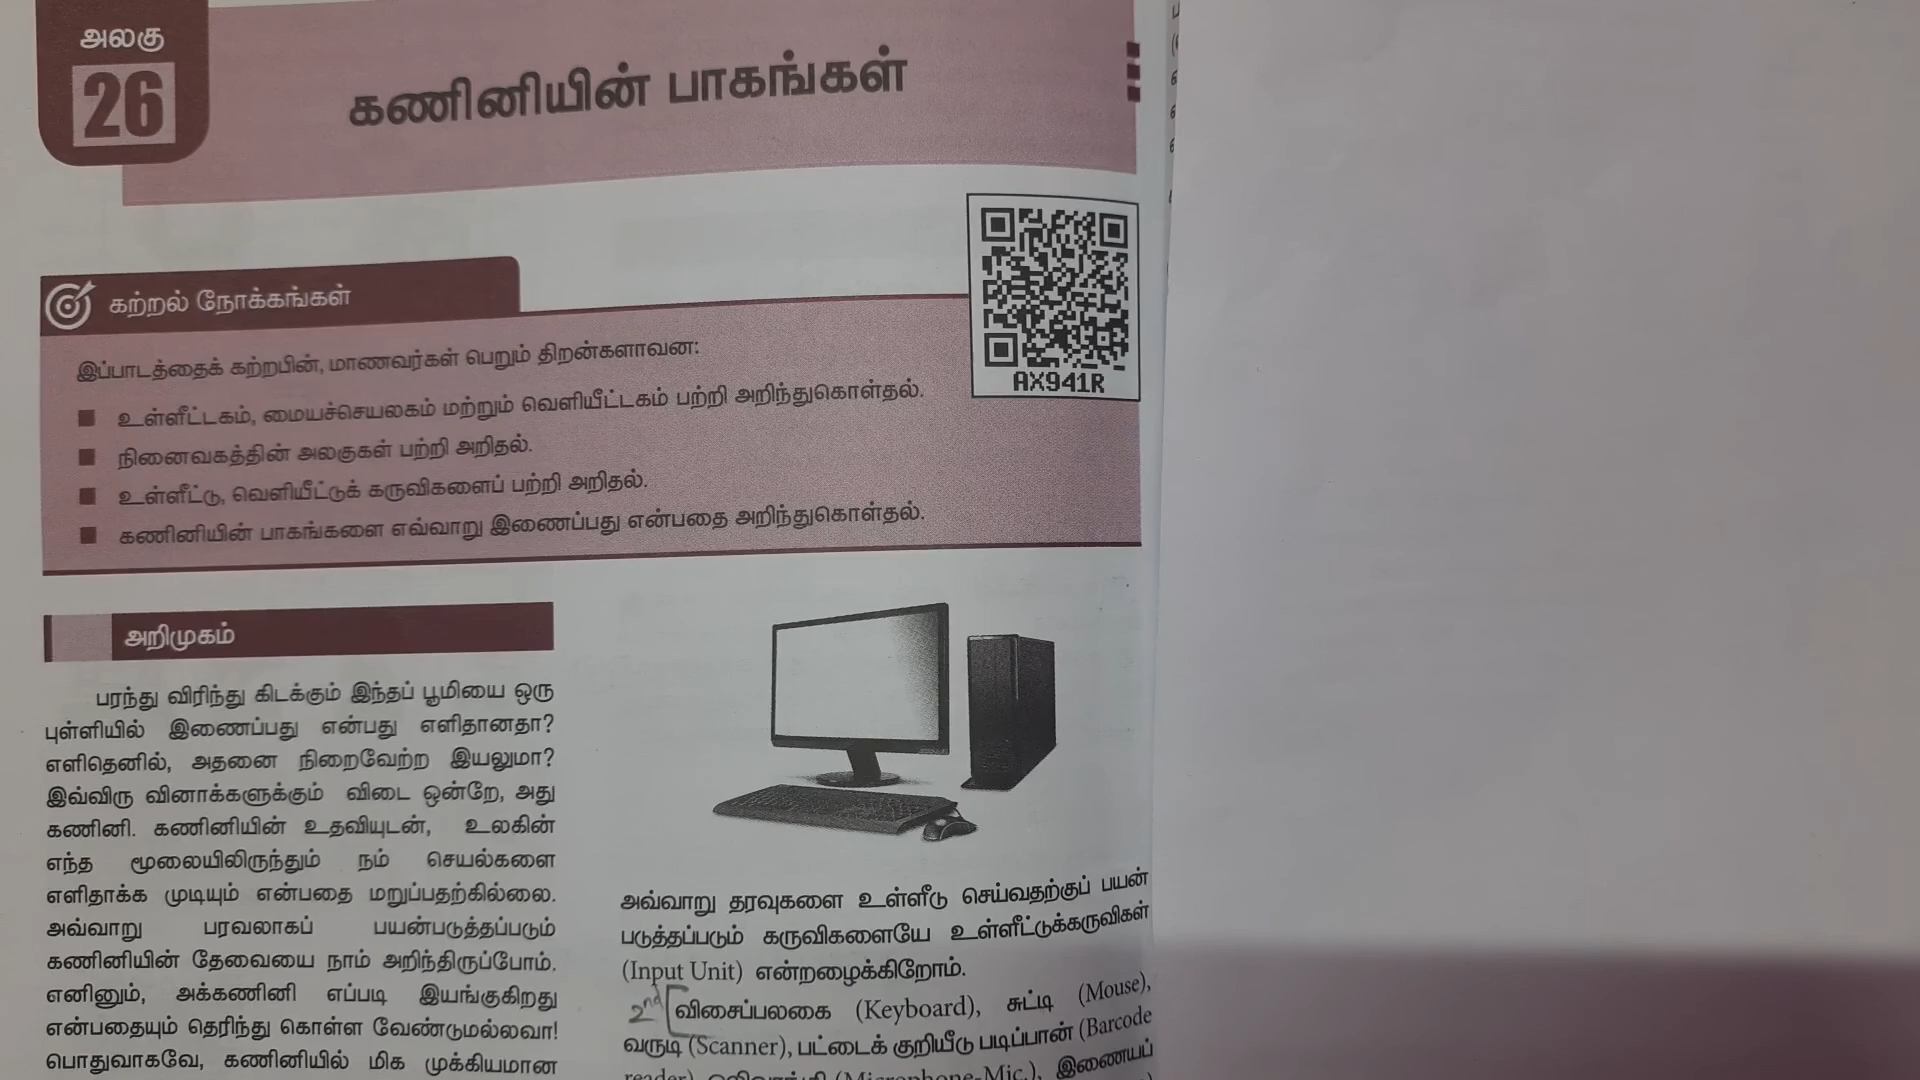 அலகு
26
கணினியின் பாகங்கள்
AX941R
கற்றல் நோக்கங்கள்
இப்பாடத்தைக் கற்றபின், மாணவர்கள் பெறும் திறன்களாவன:
■ உள்ளீட்டகம், மையச்செயலகம் மற்றும் வெளியீட்டகம் பற்றி அறிந்துகொள்தல்.
■ நினைவகத்தின் அலகுகள் பற்றி அறிதல்.
■ உள்ளீட்டு, வெளியீட்டுக் கருவிகளைப் பற்றி அறிதல்.
■ கணினியின் பாகங்களை எவ்வாறு இணைப்பது என்பதை அறிந்துகொள்தல்.
அறிமுகம்
பரந்து விரிந்து கிடக்கும் இந்தப் பூமியை ஒரு
புள்ளியில் இணைப்பது என்பது எளிதானதா?
எளிதெனில், அதனை நிறைவேற்ற இயலுமா?
இவ்விரு வினாக்களுக்கும் விடை ஒன்றே, அது
கணினி. கணினியின் உதவியுடன், உலகின்
எந்த மூலையிலிருந்தும் நம் செயல்களை
எளிதாக்க முடியும் என்பதை மறுப்பதற்கில்லை.
அவ்வாறு பரவலாகப் பயன்படுத்தப்படும்
கணினியின் தேவையை நாம் அறிந்திருப்போம்.
எனினும், அக்கணினி எப்படி இயங்குகிறது
என்பதையும் தெரிந்து கொள்ள வேண்டுமல்லவா!
பொதுவாகவே, கணினியில் மிக முக்கியமான
அவ்வாறு தரவுகளை உள்ளீடு செய்வதற்குப் பயன்
படுத்தப்படும் கருவிகளையே உள்ளீட்டுக்கருவிகள்
(Input Unit) என்றழைக்கிறோம்.
2nd
விசைப்பலகை (Keyboard), சுட்டி (Mouse),
வருடி (Scanner), பட்டைக் குறியீடு படிப்பான் (Barcode
reader), ஒலிவாங்கி (Microphone-Mic.), இணையப்